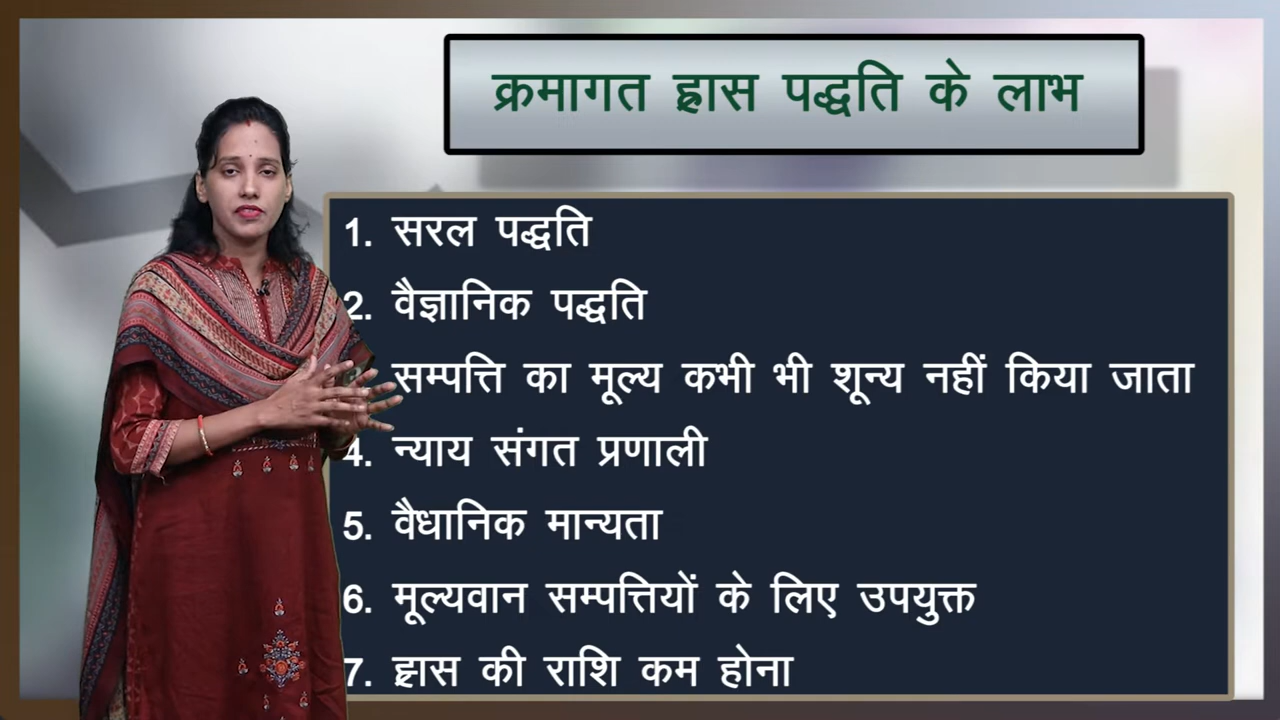 क्रमागत ह्रास पद्धति के लाभ
1. सरल पद्धति
2. वैज्ञानिक पद्धति
सम्पत्ति का मूल्य कभी भी शून्य नहीं किया जाता
4. न्याय संगत प्रणाली
5. वैधानिक मान्यता
6. मूल्यवान सम्पत्तियों के लिए उपयुक्त
7. ह्रास की राशि कम होना